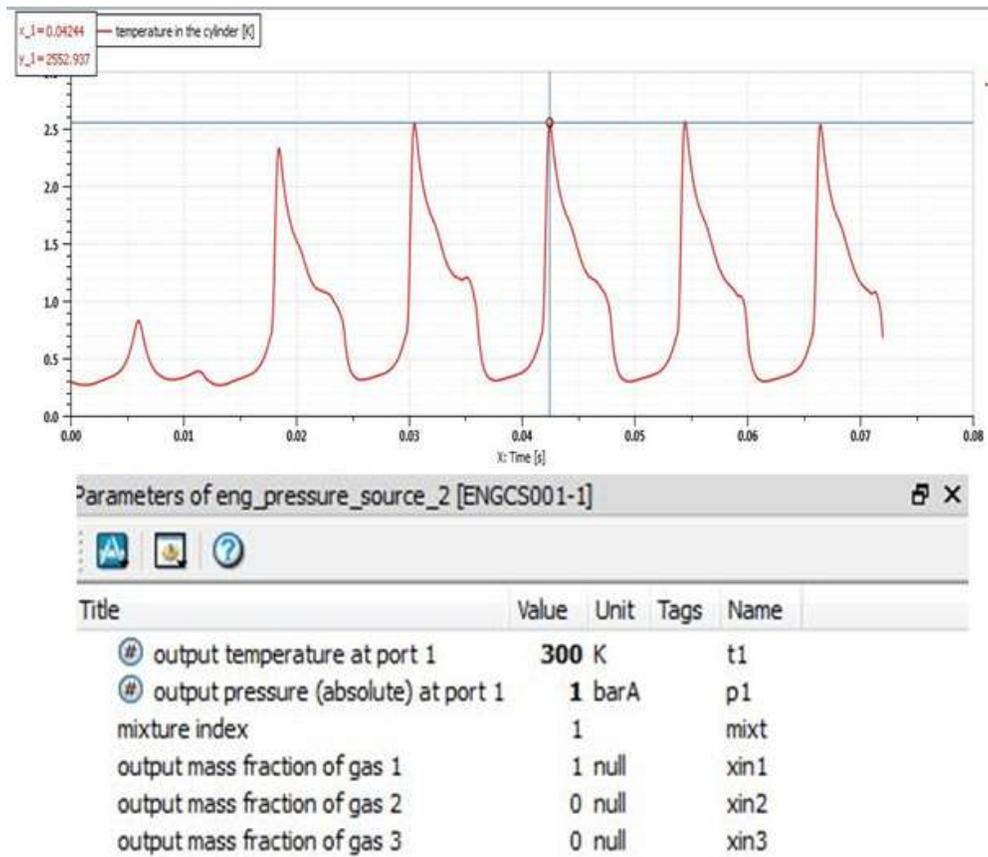 x_1=0.04244
y_1=2552.937
temperature in the cylinder [K]
2.5
2.0
1.5
1.0
0.5
0.0
0.00 0.01 0.02 0.03 0.04 0.05 0.06 0.07 0.08
X: Time [s]
Parameters of eng_pressure_source_2 [ENGCS001-1]
Title Value Unit Tags Name
# output temperature at port 1 300 K t1
# output pressure (absolute) at port 1 1 barA p1
mixture index 1 mixt
output mass fraction of gas 1 1 null xin1
output mass fraction of gas 2 0 null xin2
output mass fraction of gas 3 0 null xin3